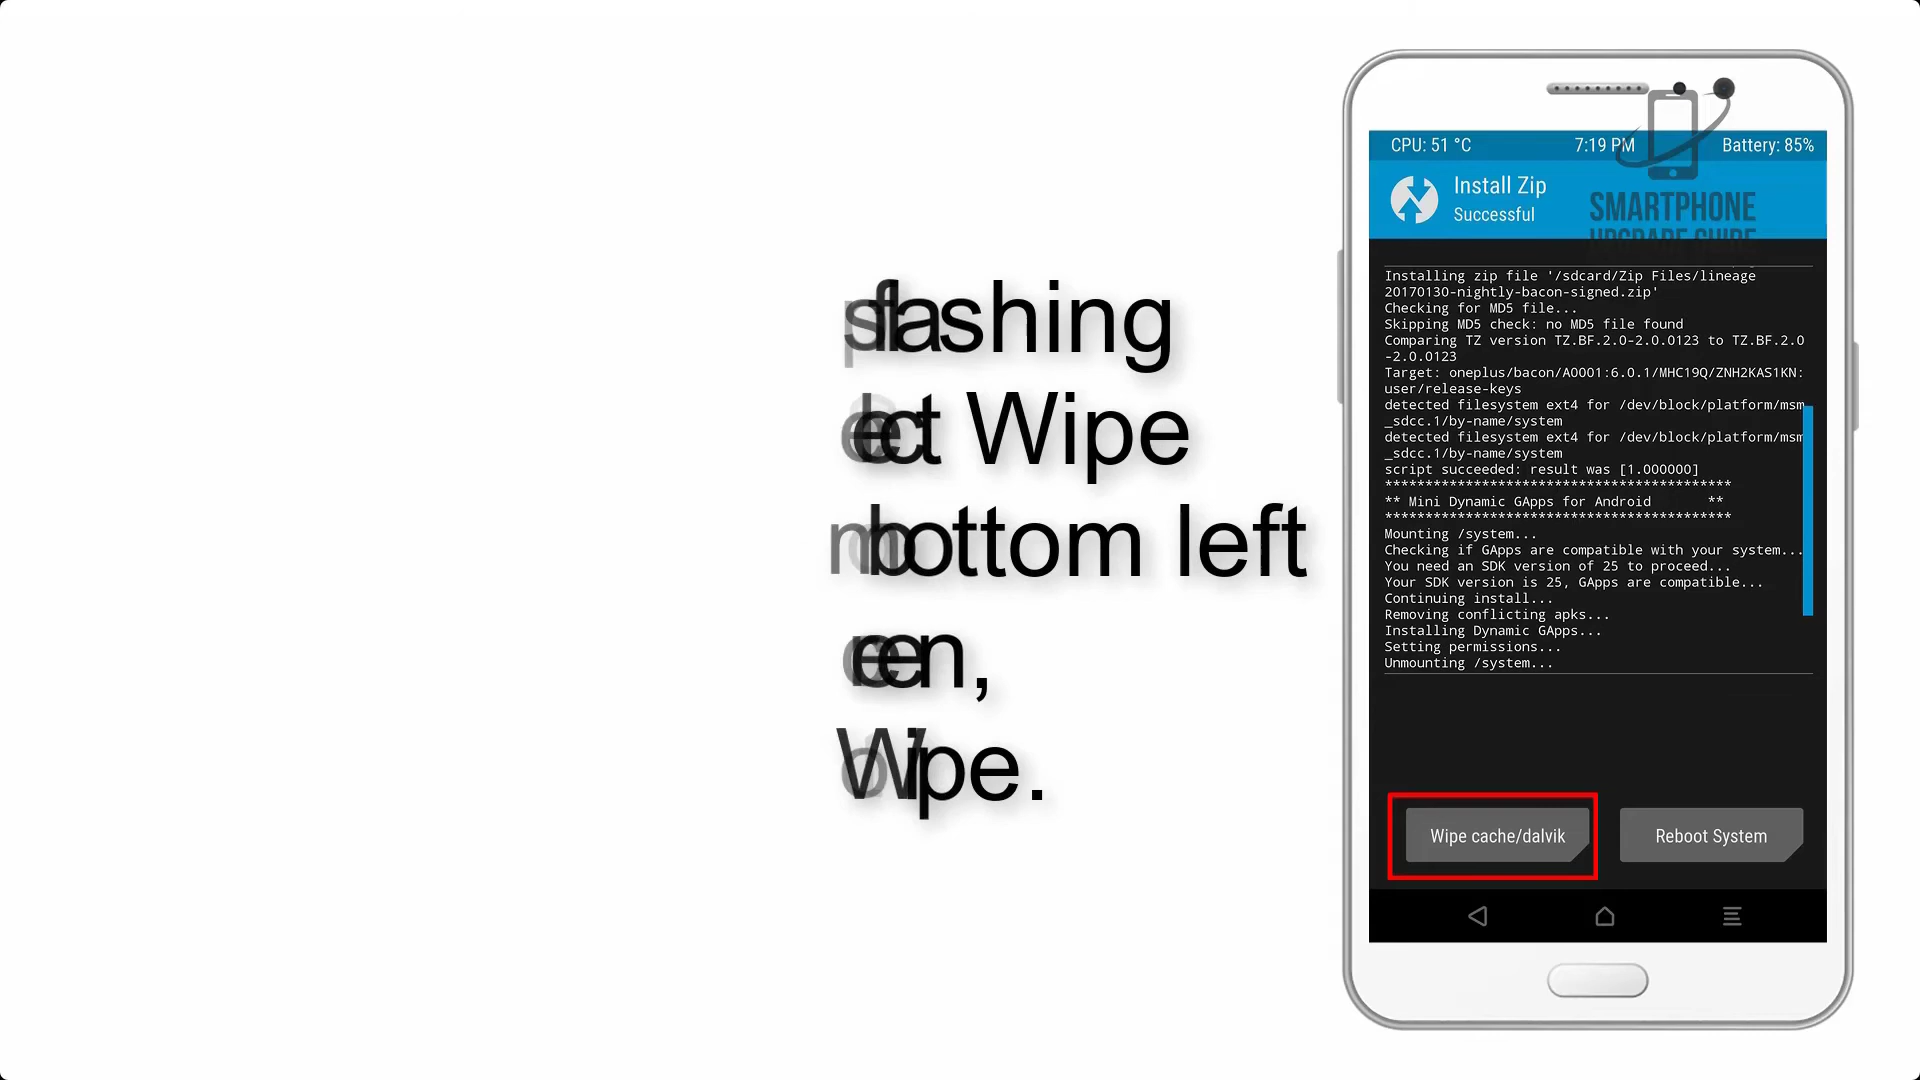 flashing
Wipe
bottom left
Wipe.
CPU: 51 °C
7:19 PM
Battery: 85%
Install Zip
Successful
SMARTPHONE
UPGRADE GUIDE
Installing zip file '/sdcard/Zip Files/lineage
20170130-nightly-bacon-signed.zip'
Checking for MD5 file...
Skipping MD5 check: no MD5 file found
Comparing TZ version TZ.BF.2.0-2.0.0123 to TZ.BF.2.0
-2.0.0123
Target: oneplus/bacon/A0001:6.0.1/MHC19Q/ZNH2KAS1KN:
user/release-keys
detected filesystem ext4 for /dev/block/platform/msm
_sdcc.1/by-name/system
detected filesystem ext4 for /dev/block/platform/msm
_sdcc.1/by-name/system
script succeeded: result was [1.000000]
*******************************************
** Mini Dynamic GApps for Android       **
*******************************************
Mounting /system...
Checking if GApps are compatible with your system...
You need an SDK version of 25 to proceed...
Your SDK version is 25, GApps are compatible...
Continuing install...
Removing conflicting apks...
Installing Dynamic GApps...
Setting permissions...
Unmounting /system...
Wipe cache/dalvik
Reboot System